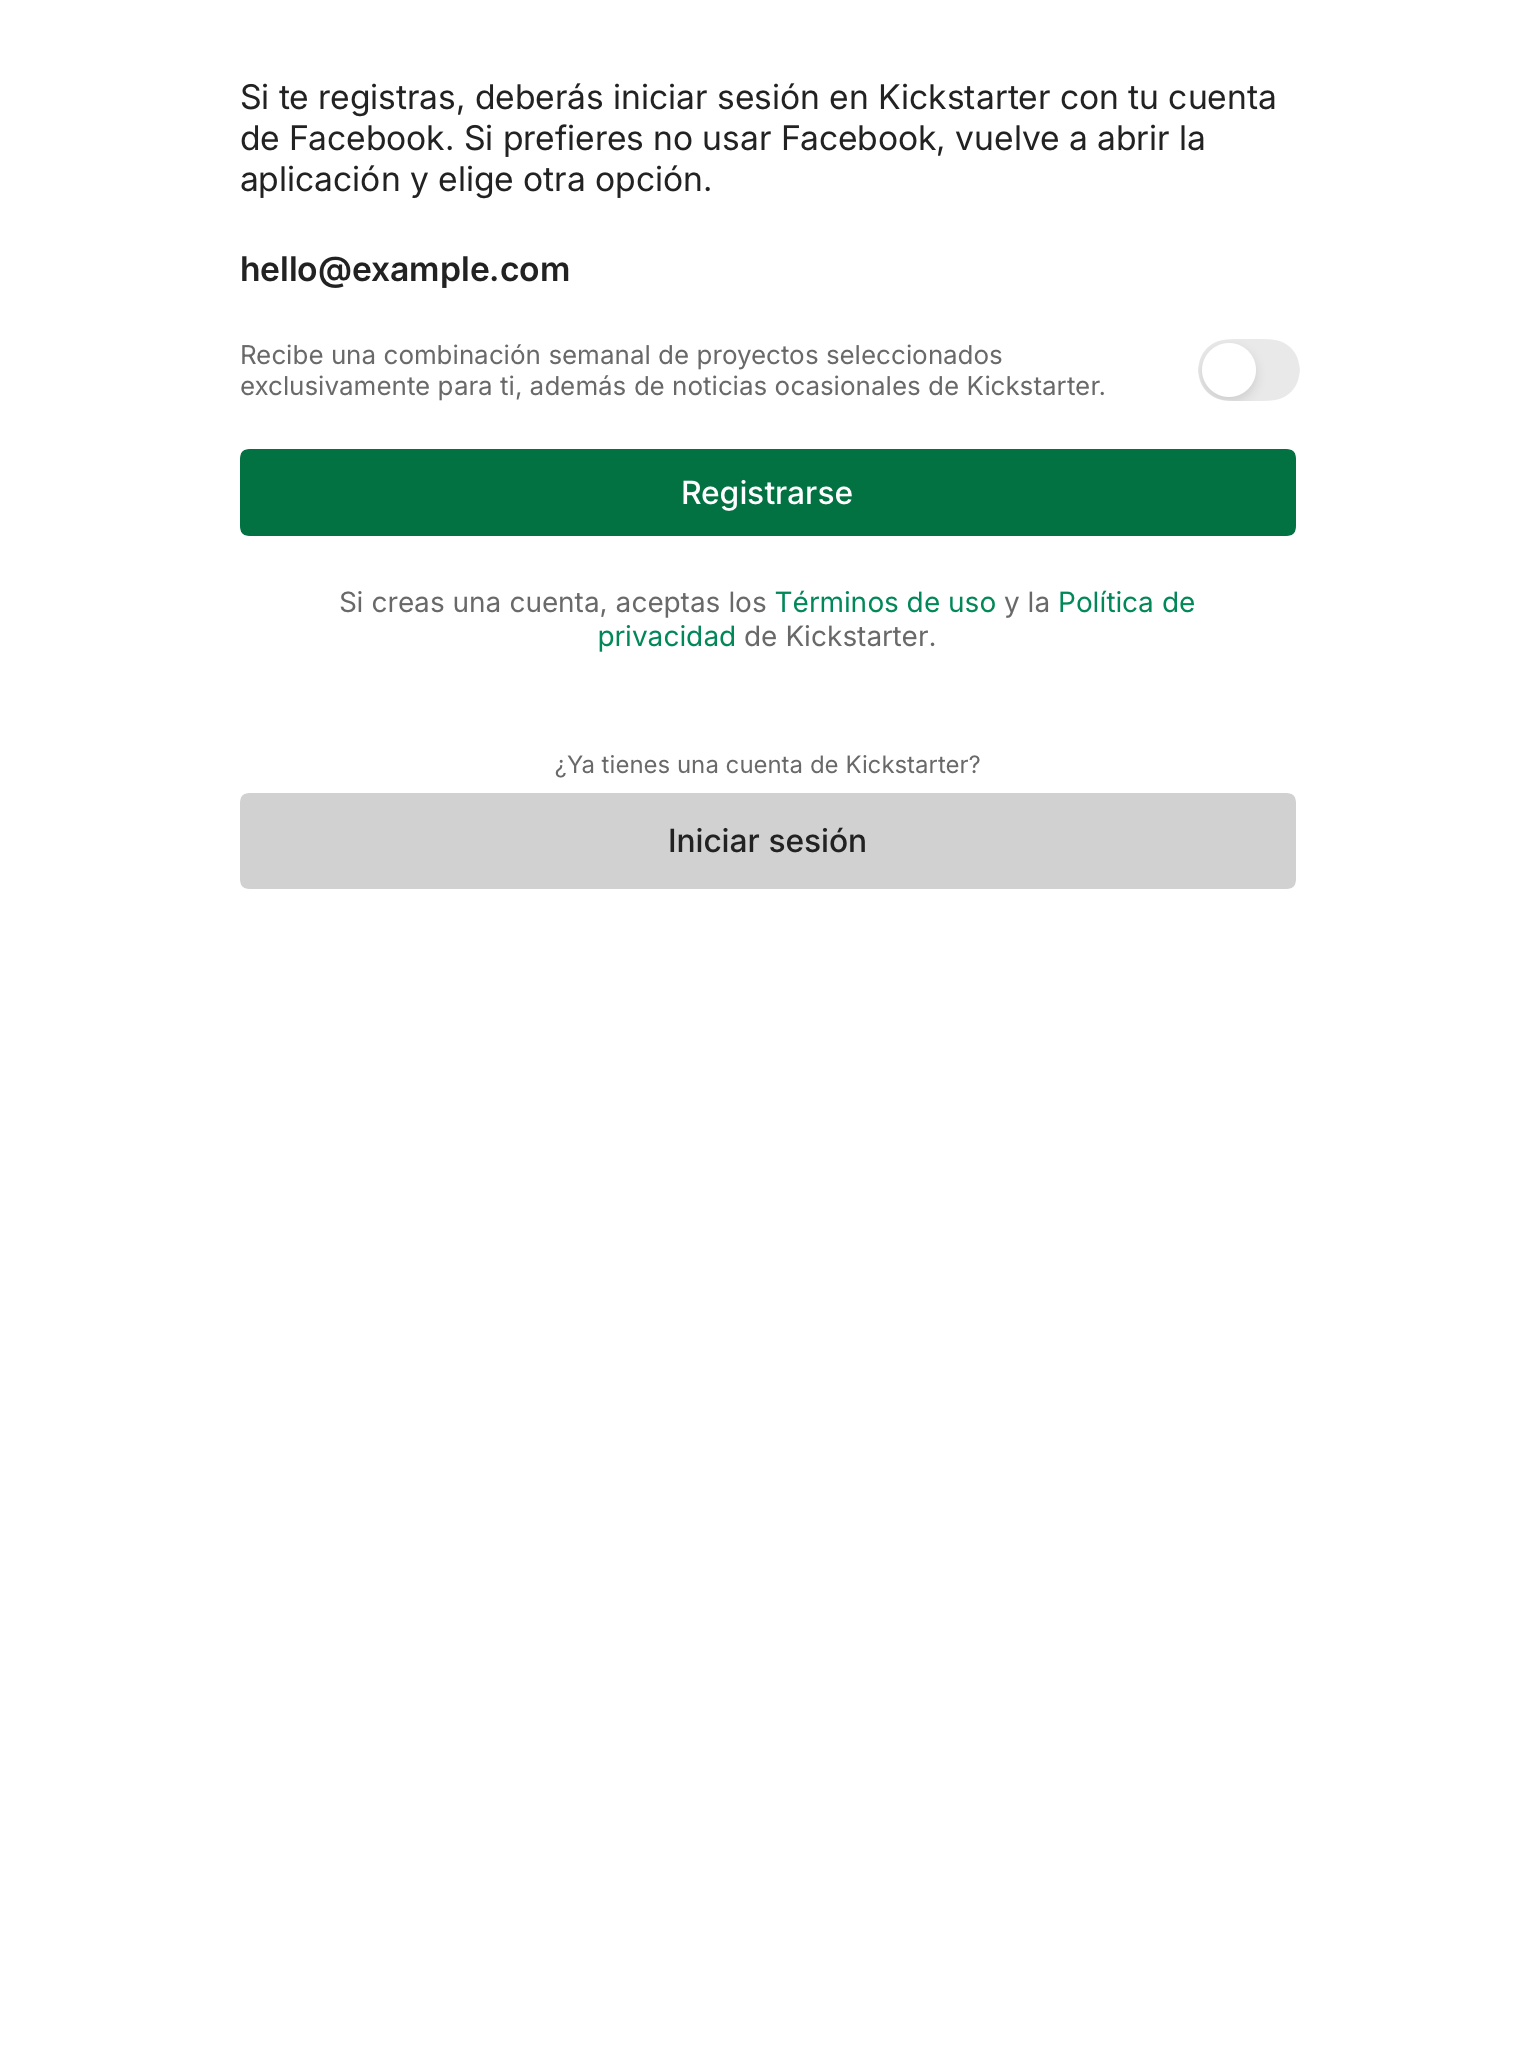 Si te registras, deberás iniciar sesión en Kickstarter con tu cuenta
de Facebook. Si prefieres no usar Facebook, vuelve a abrir la
aplicación y elige otra opción.
hello@example.com
Recibe una combinación semanal de proyectos seleccionados
exclusivamente para ti, además de noticias ocasionales de Kickstarter.
Registrarse
Si creas una cuenta, aceptas los Términos de uso y la Política de
privacidad de Kickstarter.
¿Ya tienes una cuenta de Kickstarter?
Iniciar sesión